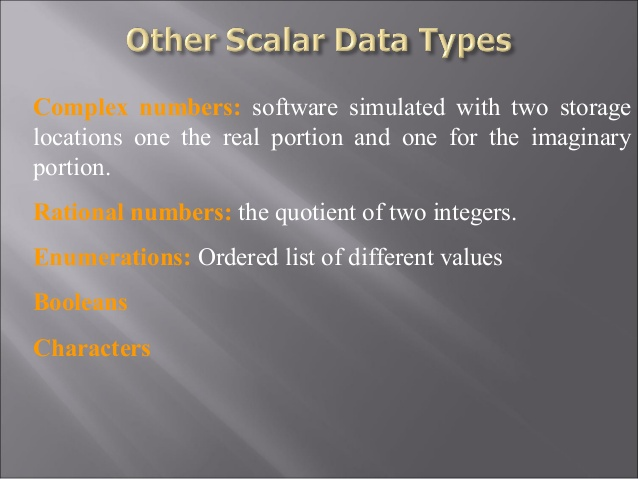 Other Scalar Data Types
Complex numbers: software simulated with two storage
locations one the real portion and one for the imaginary
portion.
Rational numbers: the quotient of two integers.
Enumerations: Ordered list of different values
Booleans
Characters